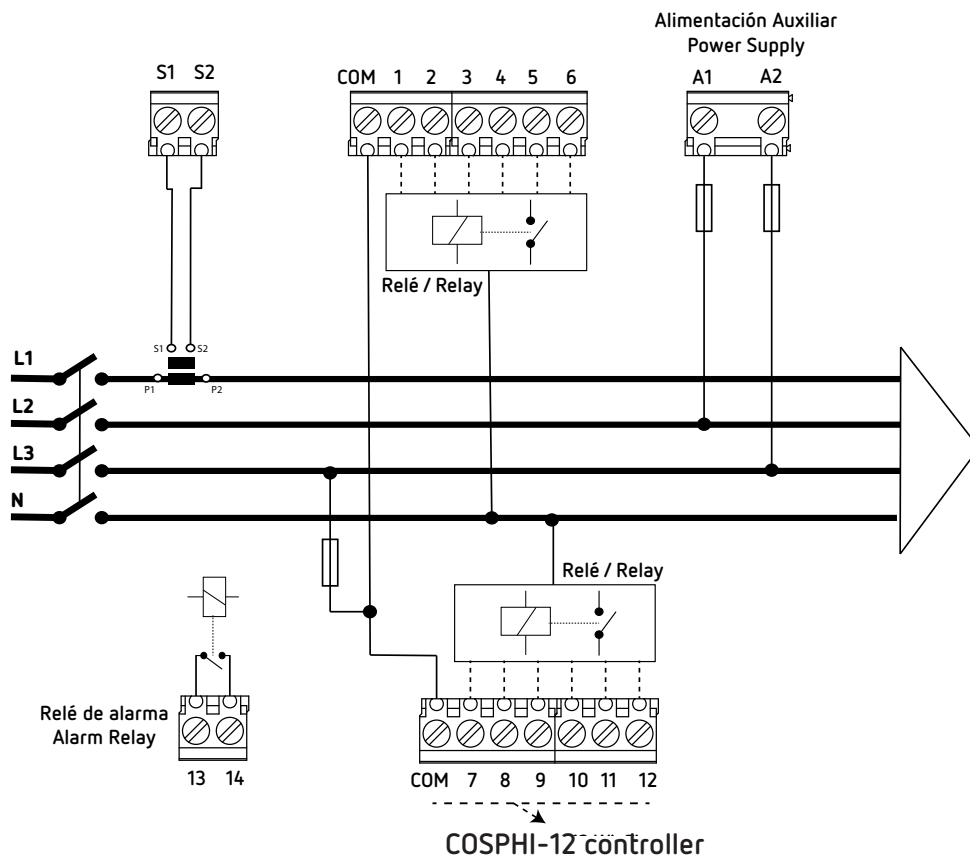 Alimentación Auxiliar
Power Supply
S1 S2
COM 1 2 3 4 5 6
A1 A2
Relé / Relay
S1 S2
L1
P1 P2
L2
L3
N
Relé / Relay
Relé de alarma
Alarm Relay
13 14
COM 7 8 9 10 11 12
COSPHI-12 controller